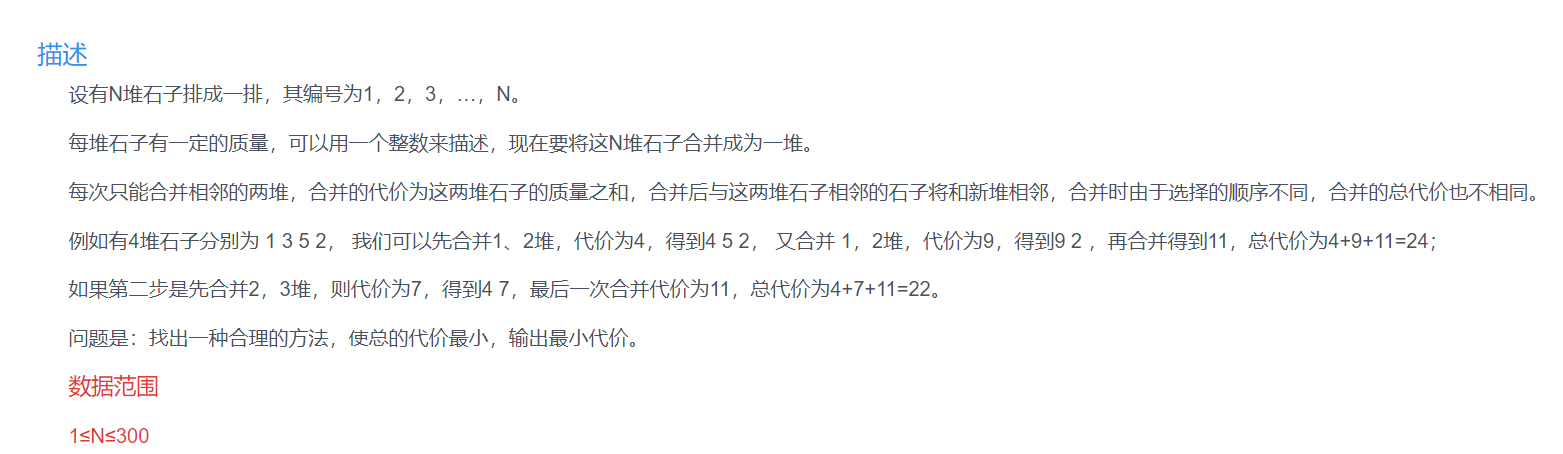 描述
设有N堆石子排成一排，其编号为1，2，3，…，N。
每堆石子有一定的质量，可以用一个整数来描述，现在要将这N堆石子合并成为一堆。
每次只能合并相邻的两堆，合并的代价为这两堆石子的质量之和，合并后与这两堆石子相邻的石子将和新堆相邻，合并时由于选择的顺序不同，合并的总代价也不相同。
例如有4堆石子分别为 1 3 5 2， 我们可以先合并1、2堆，代价为4，得到4 5 2， 又合并 1，2堆，代价为9，得到9 2 ，再合并得到11，总代价为4+9+11=24；
如果第二步是先合并2，3堆，则代价为7，得到4 7，最后一次合并代价为11，总代价为4+7+11=22。
问题是：找出一种合理的方法，使总的代价最小，输出最小代价。
数据范围
1≤N≤300